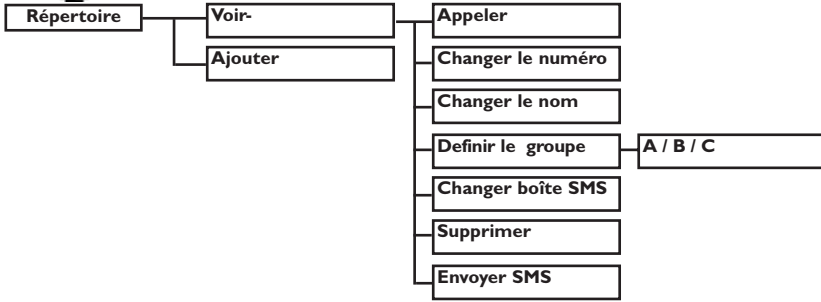 Répertoire
Voir-
Ajouter
Appeler
Changer le numéro
Changer le nom
Definir le groupe
A / B / C
Changer boîte SMS
Supprimer
Envoyer SMS